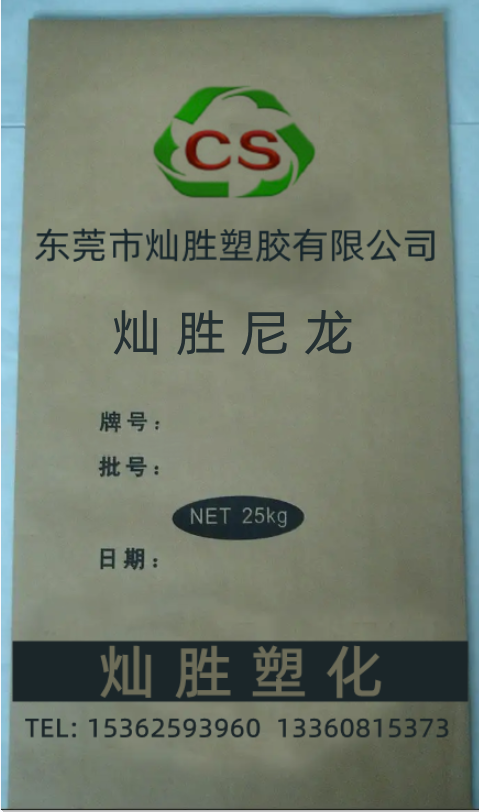 CS
东莞市灿胜塑胶有限公司
灿胜尼龙
牌号：
批号：
NET 25kg
日期：
灿胜塑化
TEL: 15362593960 13360815373